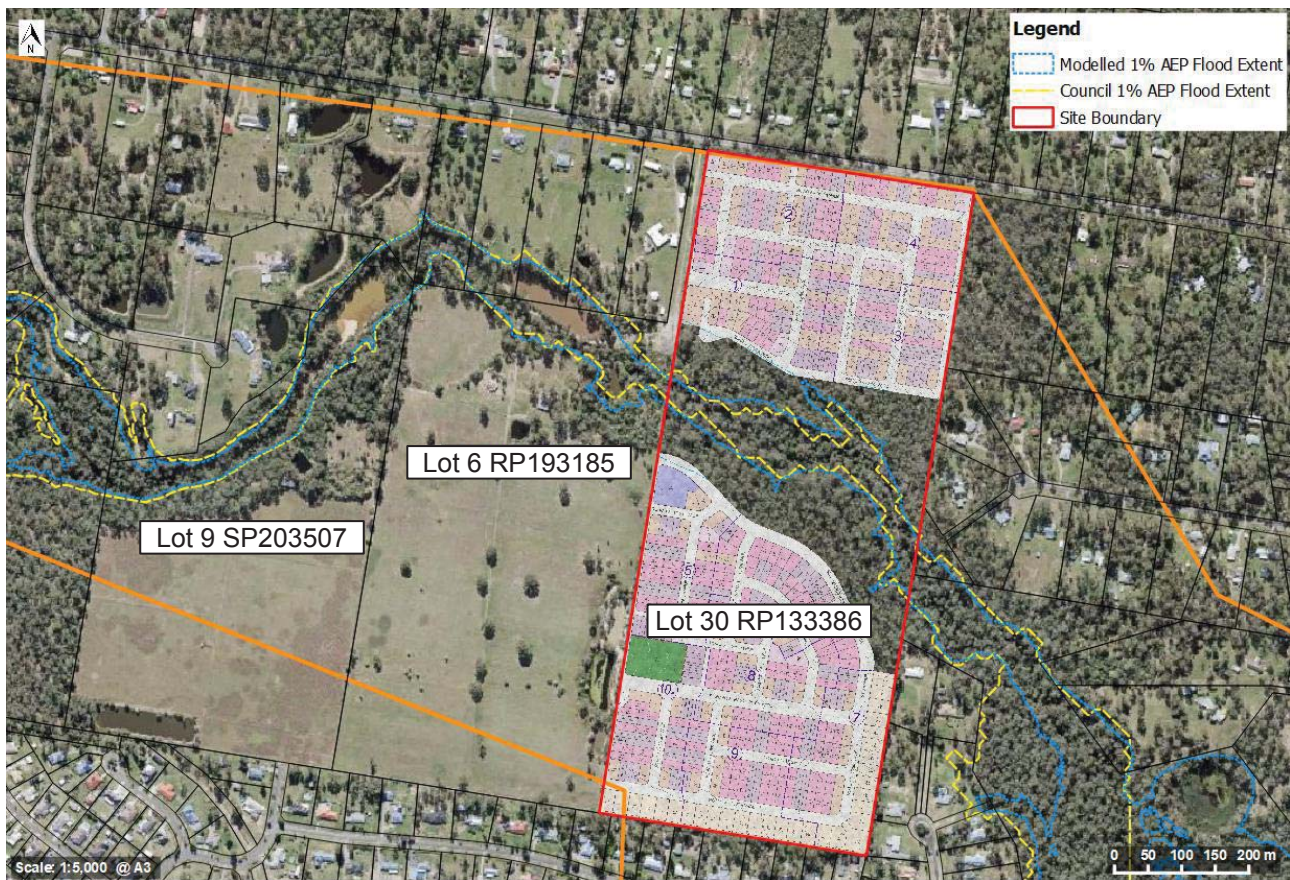 N
Legend
Modelled 1% AEP Flood Extent
Council 1% AEP Flood Extent
Site Boundary
2
4
1
3
Lot 6 RP193185
Lot 9 SP203507
5
Lot 30 RP133386
8
10
7
9
Scale: 1:5,000 @ A3
0 50 100 150 200 m